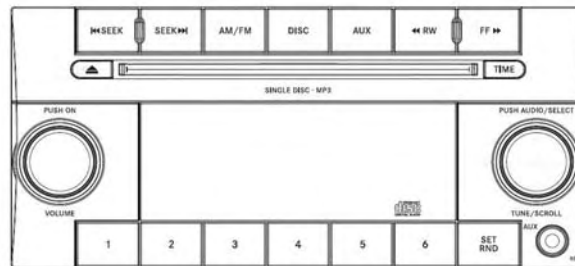 SEEK
SEEK
AM/FM
DISC
AUX
RW
FF
TIME
SINGLE DISC - MP3
PUSH ON
PUSH AUDIO/SELECT
disc
VOLUME
TUNE/SCROLL
AUX
1
2
3
4
5
6
SET
RND